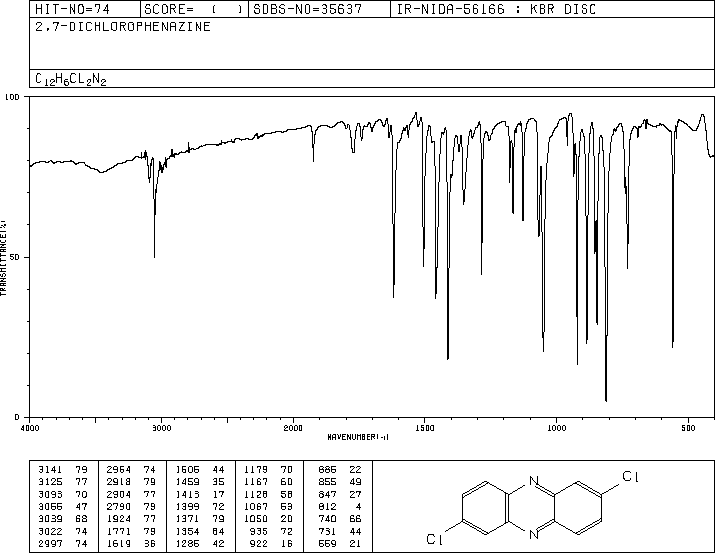 HIT-NO=74 SCORE= ( ) SDBS-NO=35637 IR-NIDA-56166 : KBR DISC
2,7-DICHLOROPHENAZINE
C12H6CL2N2
100
50
0
TRANSMITTANCE(%)
4000 3000 2000 1500 1000 500
WAVENUMBER(-1)
3141 79 2964 74 1506 44 1179 70 886 22
3125 77 2918 79 1459 35 1167 60 855 49
3093 70 2904 77 1413 17 1128 58 847 27
3055 47 2790 79 1399 72 1067 53 812 4
3039 68 1924 77 1371 79 1050 20 740 66
3022 74 1771 79 1354 64 935 72 731 44
2997 74 1619 36 1285 42 922 16 559 21
Cl
N
N
Cl